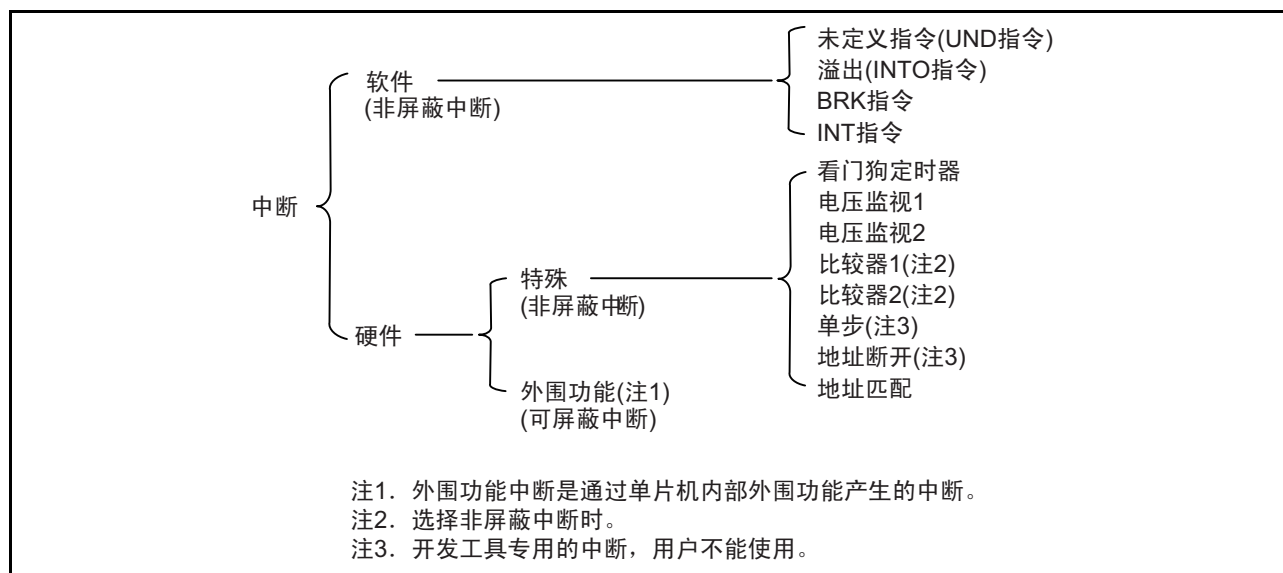 未定义指令(UND指令)
溢出(INTO指令)
BRK指令
INT指令
软件
(非屏蔽中断)
中断
看门狗定时器
电压监视1
电压监视2
比较器1(注2)
比较器2(注2)
单步(注3)
地址断开(注3)
地址匹配
特殊
(非屏蔽中断)
硬件
外围功能(注1)
(可屏蔽中断)
注1. 外围功能中断是通过单片机内部外围功能产生的中断。
注2. 选择非屏蔽中断时。
注3. 开发工具专用的中断，用户不能使用。